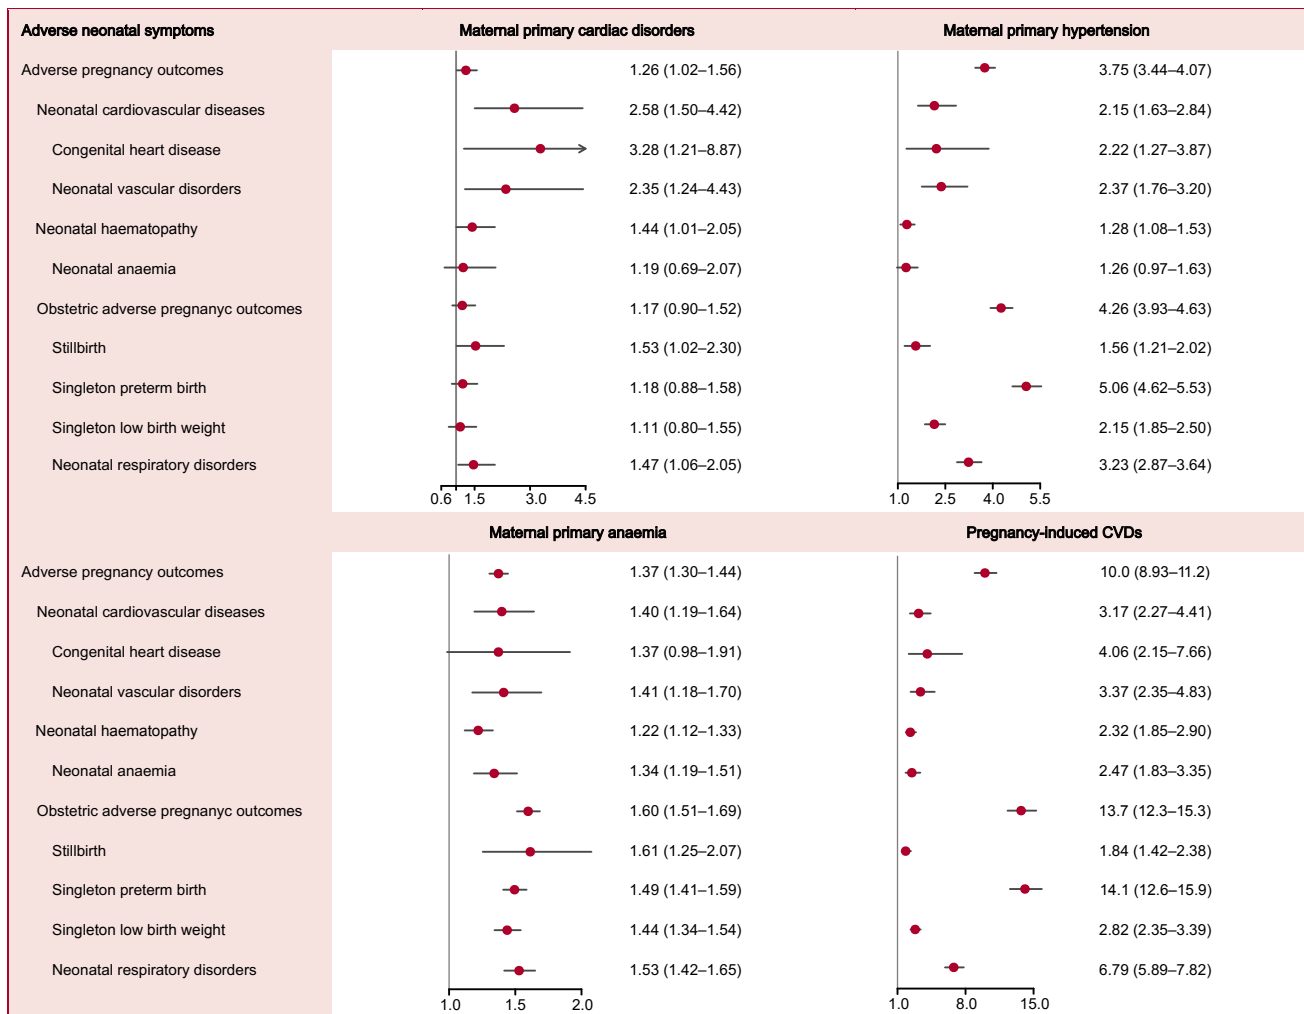 Adverse neonatal symptoms Maternal primary cardiac disorders Maternal primary hypertension
Adverse pregnancy outcomes 1.26 (1.02–1.56) 3.75 (3.44–4.07)
Neonatal cardiovascular diseases 2.58 (1.50–4.42) 2.15 (1.63–2.84)
Congenital heart disease 3.28 (1.21–8.87) 2.22 (1.27–3.87)
Neonatal vascular disorders 2.35 (1.24–4.43) 2.37 (1.76–3.20)
Neonatal haematopathy 1.44 (1.01–2.05) 1.28 (1.08–1.53)
Neonatal anaemia 1.19 (0.69–2.07) 1.26 (0.97–1.63)
Obstetric adverse pregnanyc outcomes 1.17 (0.90–1.52) 4.26 (3.93–4.63)
Stillbirth 1.53 (1.02–2.30) 1.56 (1.21–2.02)
Singleton preterm birth 1.18 (0.88–1.58) 5.06 (4.62–5.53)
Singleton low birth weight 1.11 (0.80–1.55) 2.15 (1.85–2.50)
Neonatal respiratory disorders 1.47 (1.06–2.05) 3.23 (2.87–3.64)
0.6 1.5 3.0 4.5 1.0 2.5 4.0 5.5
Maternal primary anaemia Pregnancy-induced CVDs
Adverse pregnancy outcomes 1.37 (1.30–1.44) 10.0 (8.93–11.2)
Neonatal cardiovascular diseases 1.40 (1.19–1.64) 3.17 (2.27–4.41)
Congenital heart disease 1.37 (0.98–1.91) 4.06 (2.15–7.66)
Neonatal vascular disorders 1.41 (1.18–1.70) 3.37 (2.35–4.83)
Neonatal haematopathy 1.22 (1.12–1.33) 2.32 (1.85–2.90)
Neonatal anaemia 1.34 (1.19–1.51) 2.47 (1.83–3.35)
Obstetric adverse pregnanyc outcomes 1.60 (1.51–1.69) 13.7 (12.3–15.3)
Stillbirth 1.61 (1.25–2.07) 1.84 (1.42–2.38)
Singleton preterm birth 1.49 (1.41–1.59) 14.1 (12.6–15.9)
Singleton low birth weight 1.44 (1.34–1.54) 2.82 (2.35–3.39)
Neonatal respiratory disorders 1.53 (1.42–1.65) 6.79 (5.89–7.82)
1.0 1.5 2.0 1.0 8.0 15.0